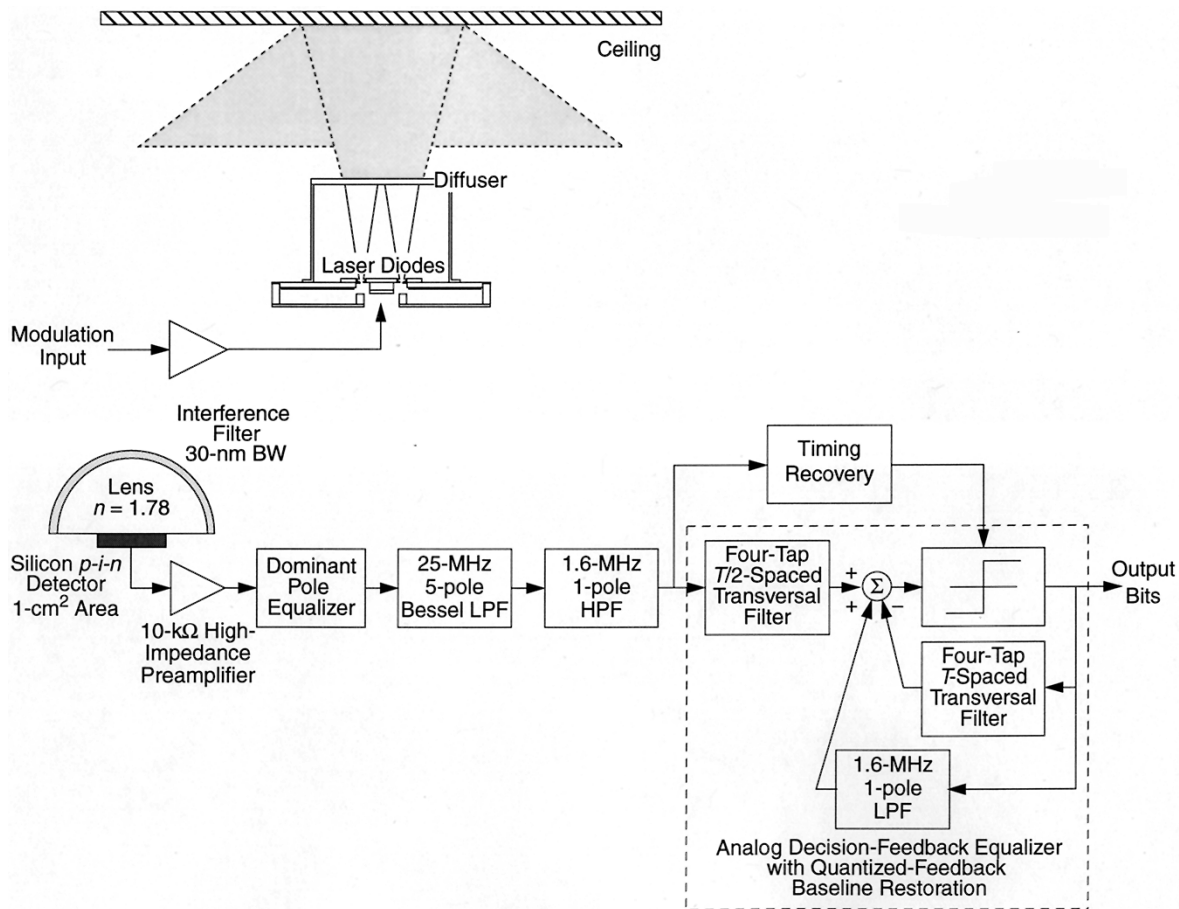 Ceiling
Diffuser
Laser Diodes
Modulation
Input
Interference
Filter
30-nm BW
Lens
n = 1.78
Silicon p-i-n
Detector
1-cm² Area
10-kΩ High-
Impedance
Preamplifier
Dominant
Pole
Equalizer
25-MHz
5-pole
Bessel LPF
1.6-MHz
1-pole
HPF
Timing
Recovery
Four-Tap
T/2-Spaced
Transversal
Filter
+
+
Σ
−
Output
Bits
Four-Tap
T-Spaced
Transversal
Filter
1.6-MHz
1-pole
LPF
Analog Decision-Feedback Equalizer
with Quantized-Feedback
Baseline Restoration